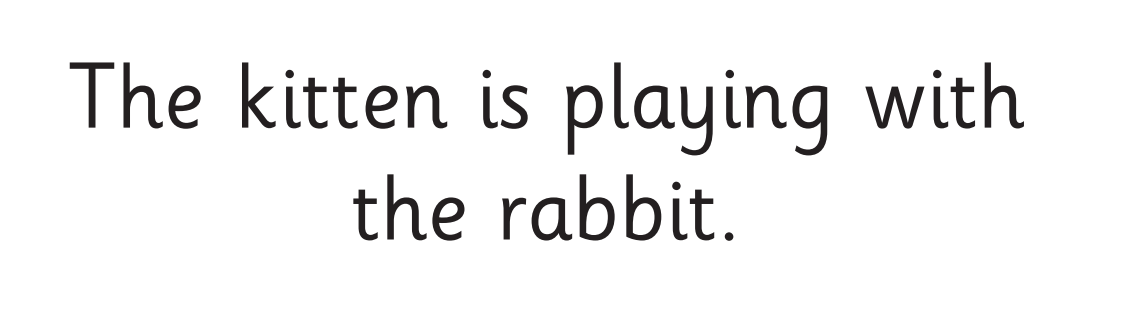 The kitten is playing with
the rabbit.